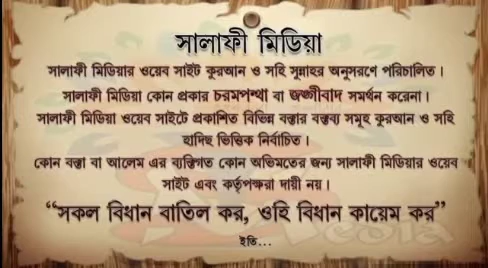 সালাফী মিডিয়া
সালাফী মিডিয়ার ওয়েব সাইট কুরআন ও সহি সুন্নাহর অনুসরণে পরিচালিত।
সালাফী মিডিয়া কোন প্রকার চরমপন্থা বা জঙ্গীবাদ সমর্থন করেনা।
সালাফী মিডিয়া ওয়েব সাইটে প্রকাশিত বিভিন্ন বক্তার বক্তব্য সমূহ কুরআন ও সহি
হাদিছ ভিত্তিক নির্বাচিত।
কোন বক্তা বা আলেম এর ব্যক্তিগত কোন অভিমতের জন্য সালাফী মিডিয়ার ওয়েব
সাইট এবং কর্তৃপক্ষরা দায়ী নয়।
“সকল বিধান বাতিল কর, ওহি বিধান কায়েম কর”
ইতি...